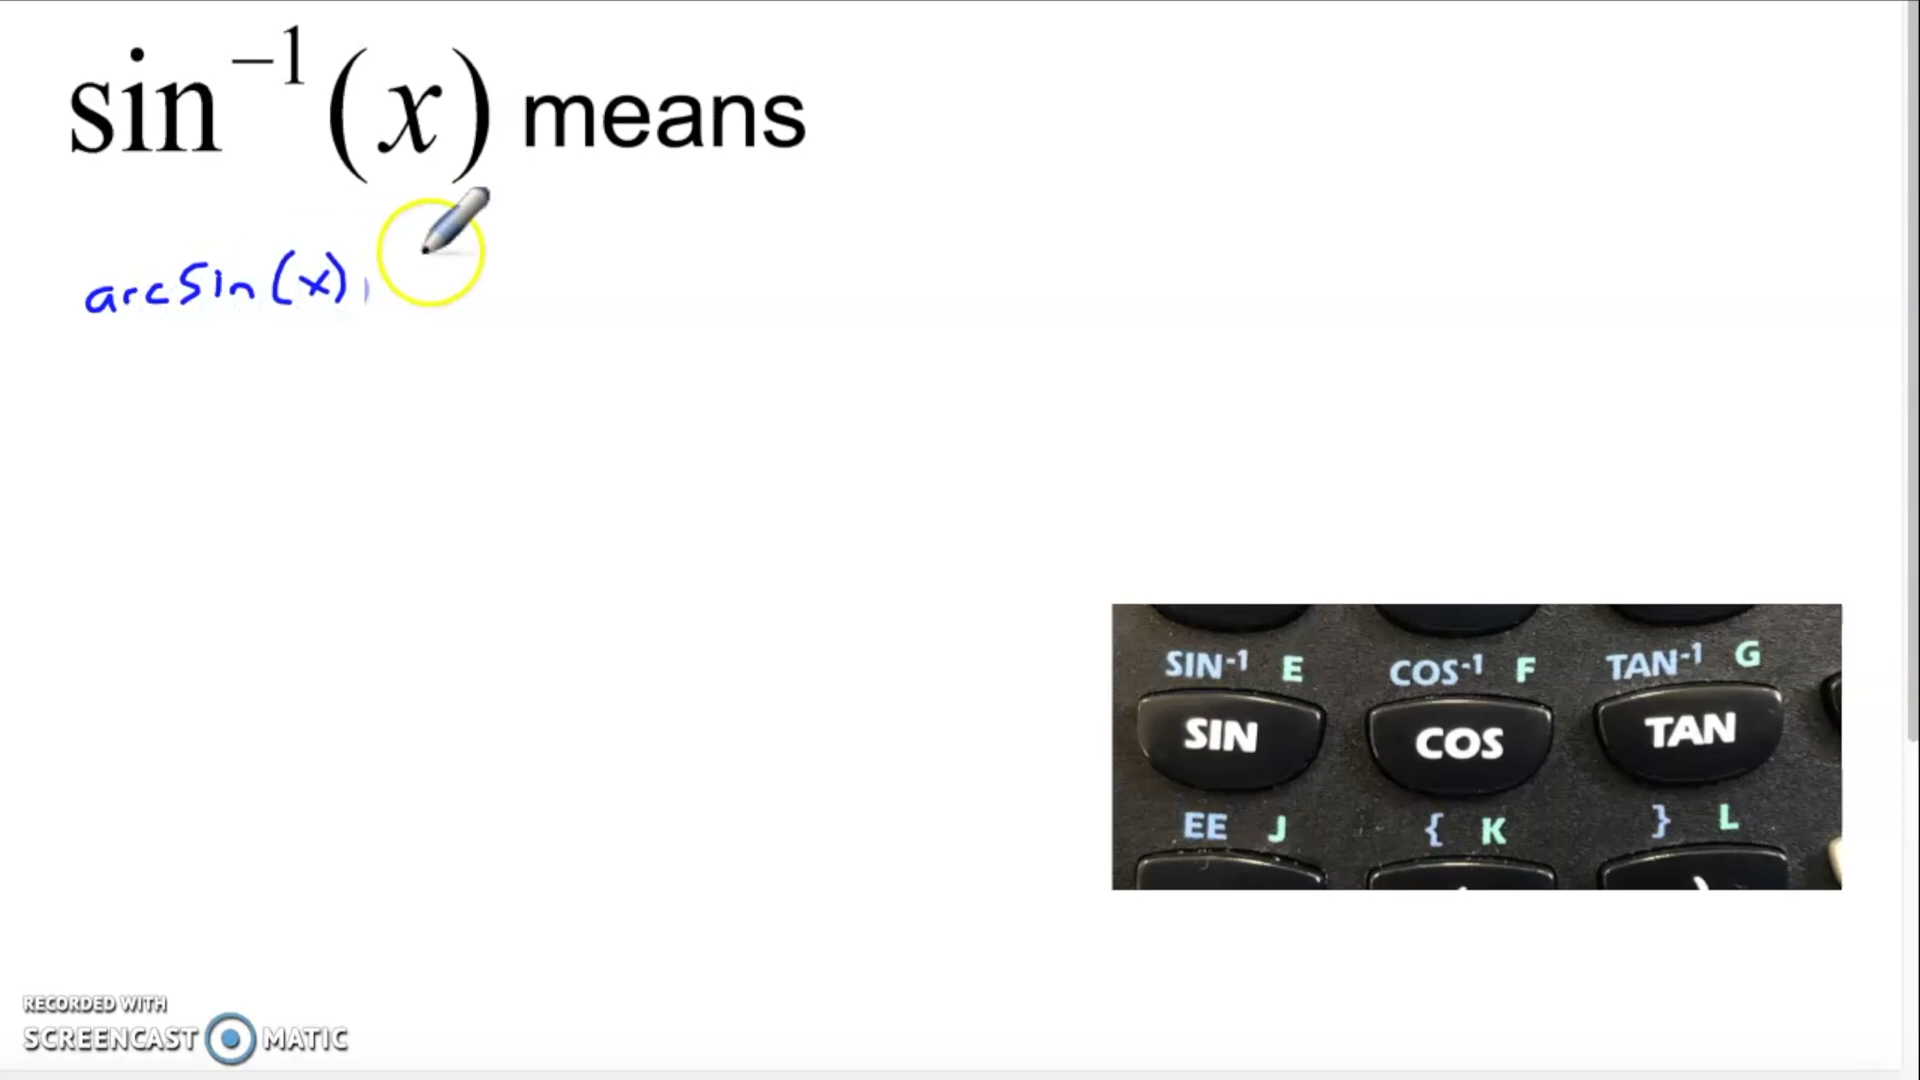 sin⁻¹(x) means
arcsin(x),
SIN⁻¹ E COS⁻¹ F TAN⁻¹ G
SIN COS TAN
EE J { K } L
RECORDED WITH
SCREENCAST MATIC